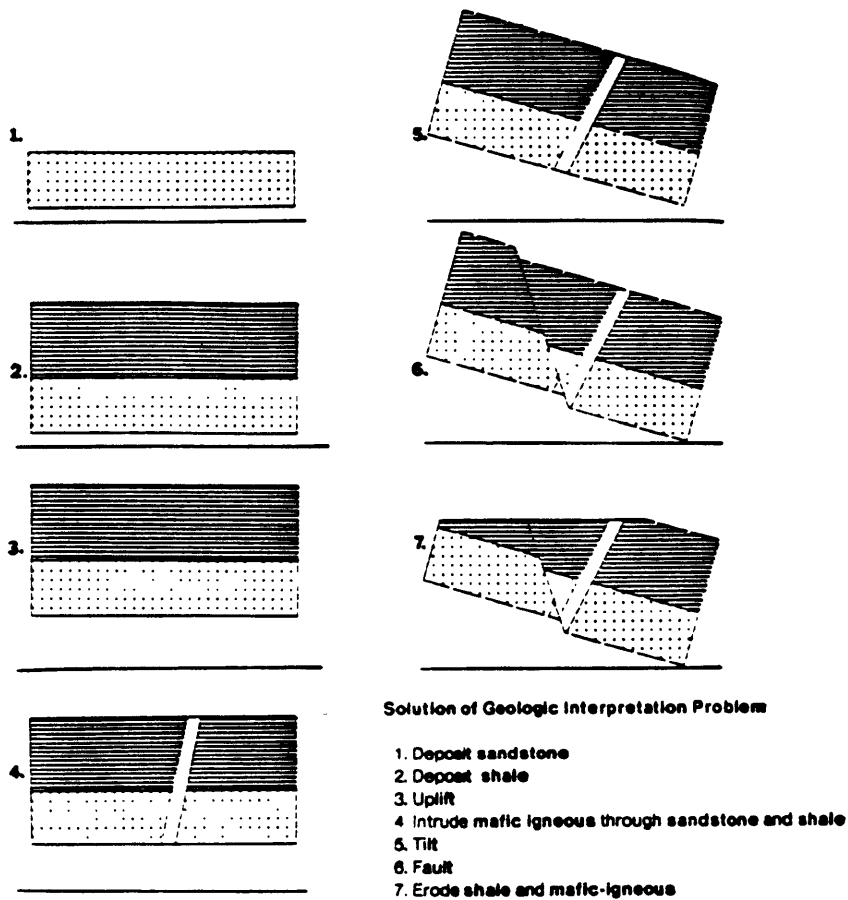 1.
2.
3.
4.
5.
6.
7.
Solution of Geologic Interpretation Problem
1. Deposit sandstone
2. Deposit shale
3. Uplift
4 Intrude mafic igneous through sandstone and shale
5. Tilt
6. Fault
7. Erode shale and mafic-igneous